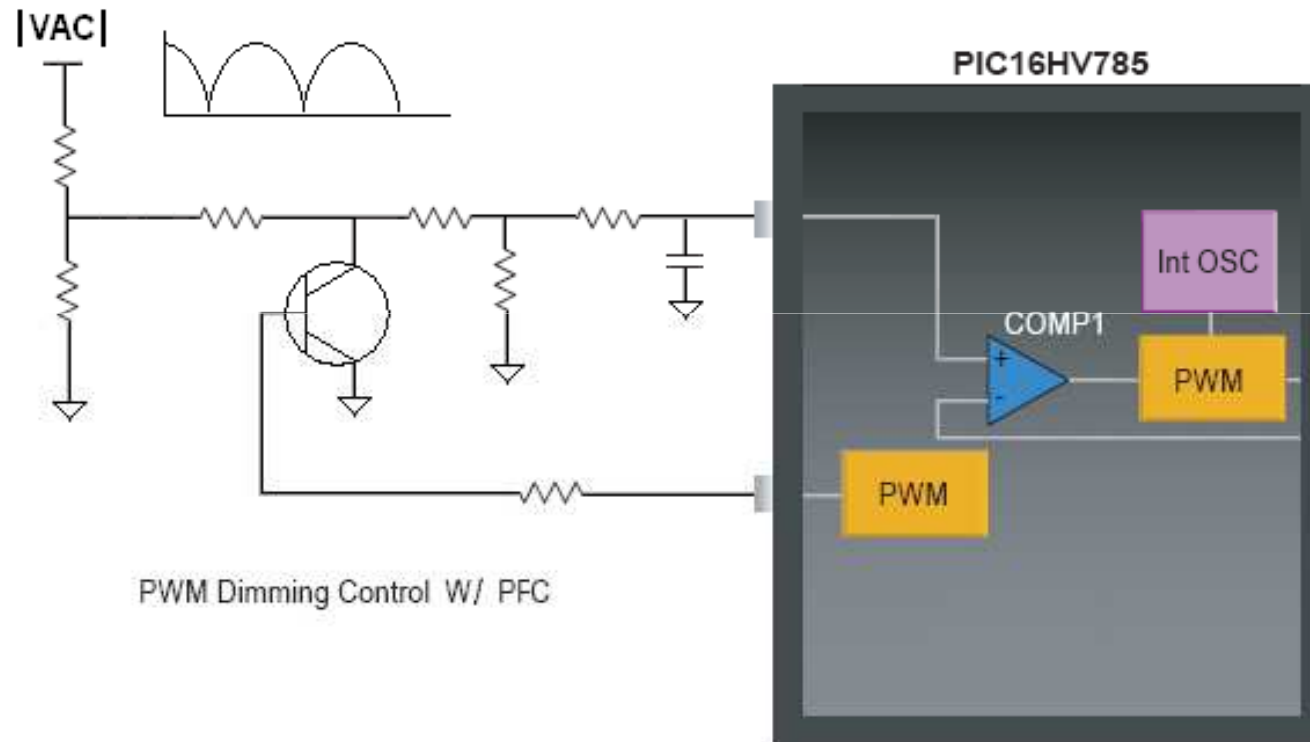 |VAC|
PIC16HV785
Int OSC
COMP1
+
PWM
-
PWM
PWM Dimming Control W/ PFC